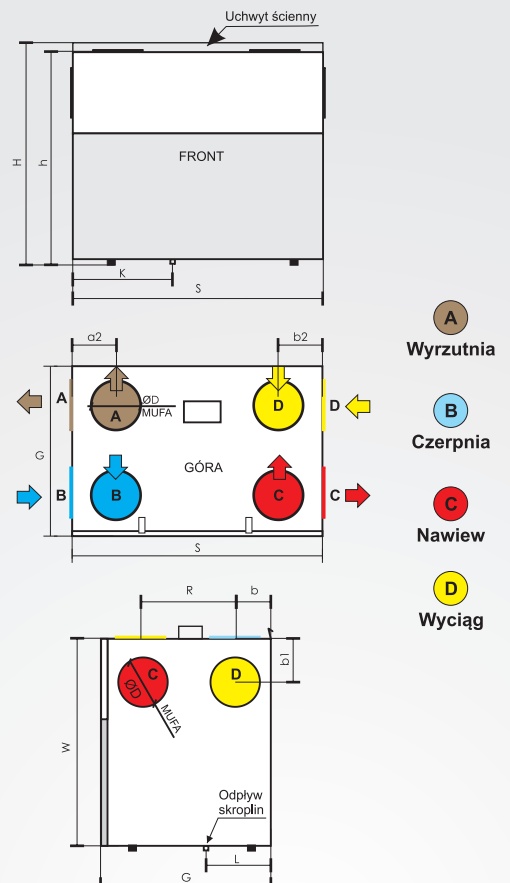 Uchwyt ścienny
H
h
FRONT
K
S
a2
b2
A
A
ØD
MUFA
D
D
G
GÓRA
B
B
C
C
S
A
Wyrzutnia
B
Czerpnia
C
Nawiew
D
Wyciąg
R
b
b1
C
D
ØD
MUFA
W
Odpływ
skroplin
L
G